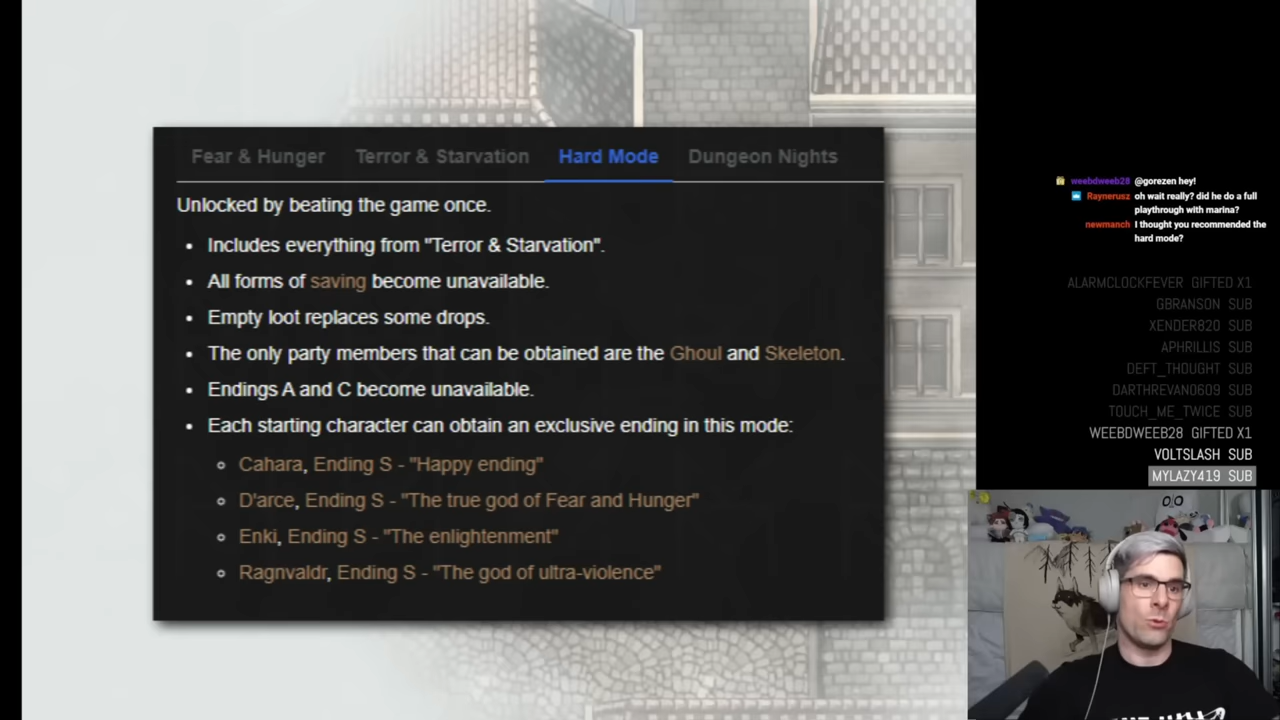 Fear & Hunger Terror & Starvation Hard Mode Dungeon Nights
Unlocked by beating the game once.
• Includes everything from "Terror & Starvation".
• All forms of saving become unavailable.
• Empty loot replaces some drops.
• The only party members that can be obtained are the Ghoul and Skeleton.
• Endings A and C become unavailable.
• Each starting character can obtain an exclusive ending in this mode:
Cahara, Ending S - "Happy ending"
D'arce, Ending S - "The true god of Fear and Hunger"
Enki, Ending S - "The enlightenment"
Ragnvaldr, Ending S - "The god of ultra-violence"
weebdweeb28 @gorezen hey!
Raynerusz oh wait really? did he do a full
playthrough with marina?
newmanch I thought you recommended the
hard mode?
ALARMCLOCKFEVER GIFTED X1
GBRANSON SUB
XENDER820 SUB
APHRILLIS SUB
DEFT_THOUGHT SUB
DARTHREVAN0609 SUB
TOUCH_ME_TWICE SUB
WEEBDWEEB28 GIFTED X1
VOLTSLASH SUB
MYLAZY419 SUB